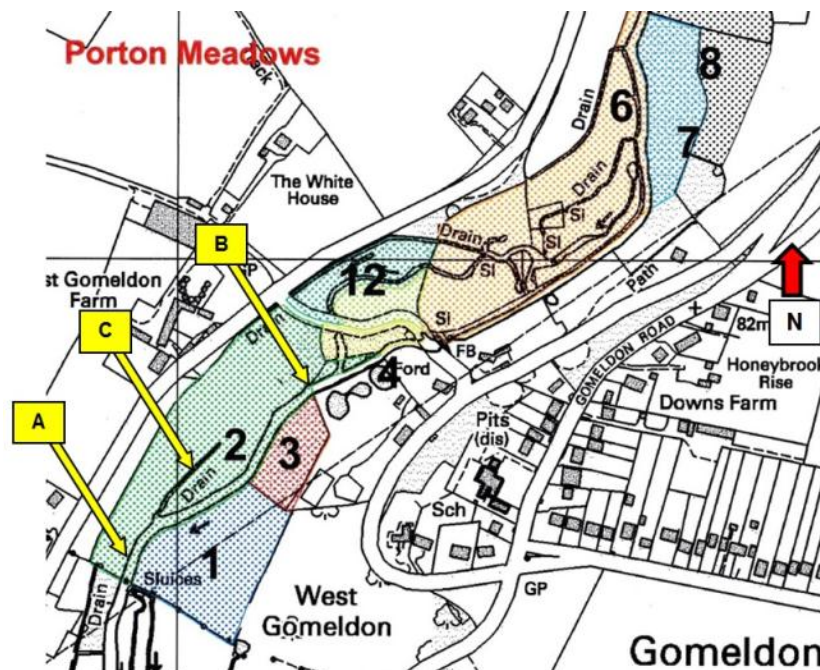 Porton Meadows
8
6
7
Drain
Drain
The White
House
Sl
Sl
Drain
Sl
B
12
GP
st Gomeldon
Farm
Path
N
82m
GOMELDON ROAD
Honeybrook
Rise
Downs Farm
Drain
Sl
FB
C
4
Ford
Pits
(dis)
A
2
3
Drain
Sch
1
Sluices
Drain
GP
West
Gomeldon
Gomeldon